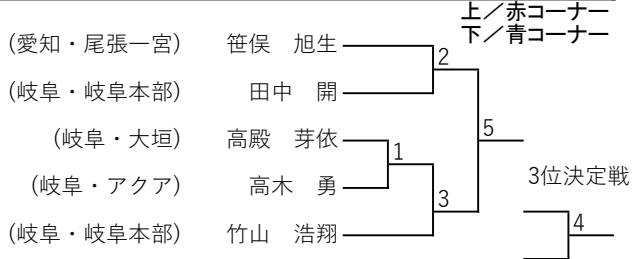 上／赤コーナー
下／青コーナー
(愛知・尾張一宮) 笹俣 旭生
2
(岐阜・岐阜本部) 田中 開
5
(岐阜・大垣) 高殿 芽依
1
3位決定戦
(岐阜・アクア) 高木 勇
3
4
(岐阜・岐阜本部) 竹山 浩翔